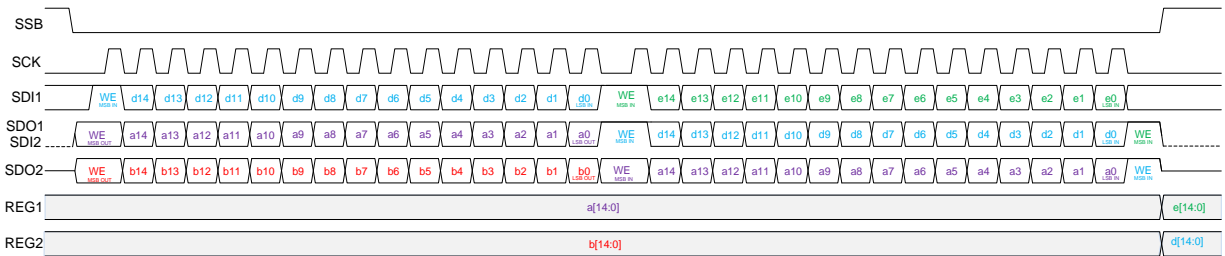 SSB
SCK
SDI1 WE d14 d13 d12 d11 d10 d9 d8 d7 d6 d5 d4 d3 d2 d1 d0 WE e14 e13 e12 e11 e10 e9 e8 e7 e6 e5 e4 e3 e2 e1 e0
MSB IN LSB IN MSB IN LSB IN
SDO1 WE a14 a13 a12 a11 a10 a9 a8 a7 a6 a5 a4 a3 a2 a1 a0 WE d14 d13 d12 d11 d10 d9 d8 d7 d6 d5 d4 d3 d2 d1 d0 WE
SDI2 MSB OUT LSB OUT MSB IN LSB IN MSB IN
SDO2 WE b14 b13 b12 b11 b10 b9 b8 b7 b6 b5 b4 b3 b2 b1 b0 WE a14 a13 a12 a11 a10 a9 a8 a7 a6 a5 a4 a3 a2 a1 a0 WE
MSB OUT LSB OUT MSB IN LSB IN MSB IN
REG1 a[14:0] e[14:0]
REG2 b[14:0] d[14:0]